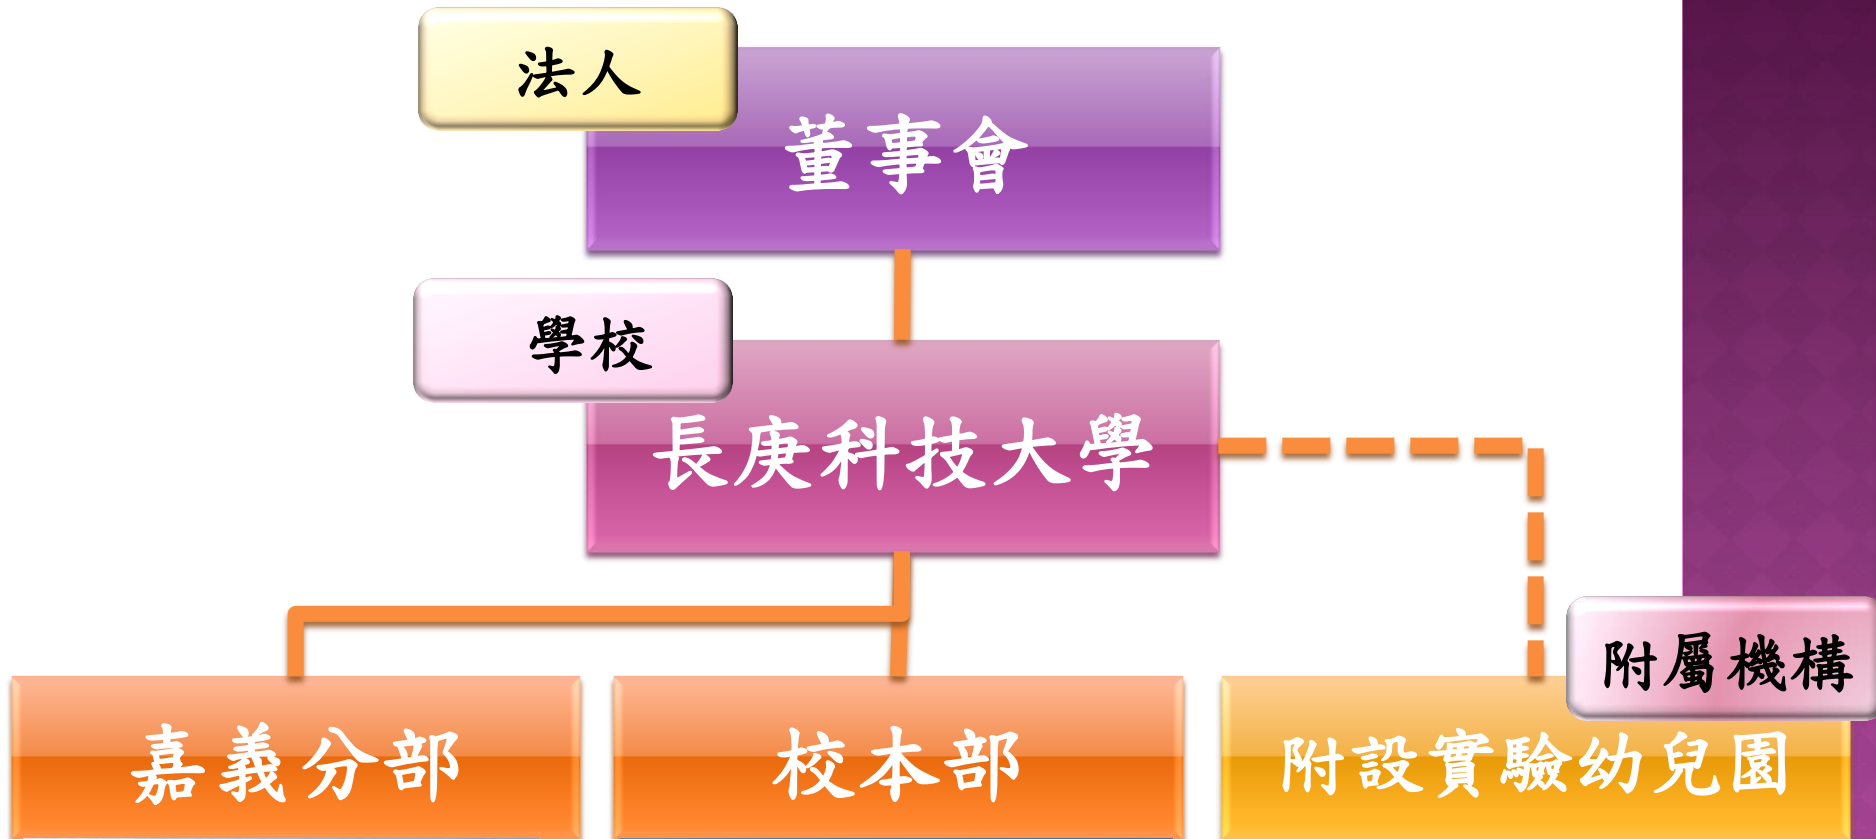 法人
董事會
學校
長庚科技大學
附屬機構
嘉義分部
校本部
附設實驗幼兒園